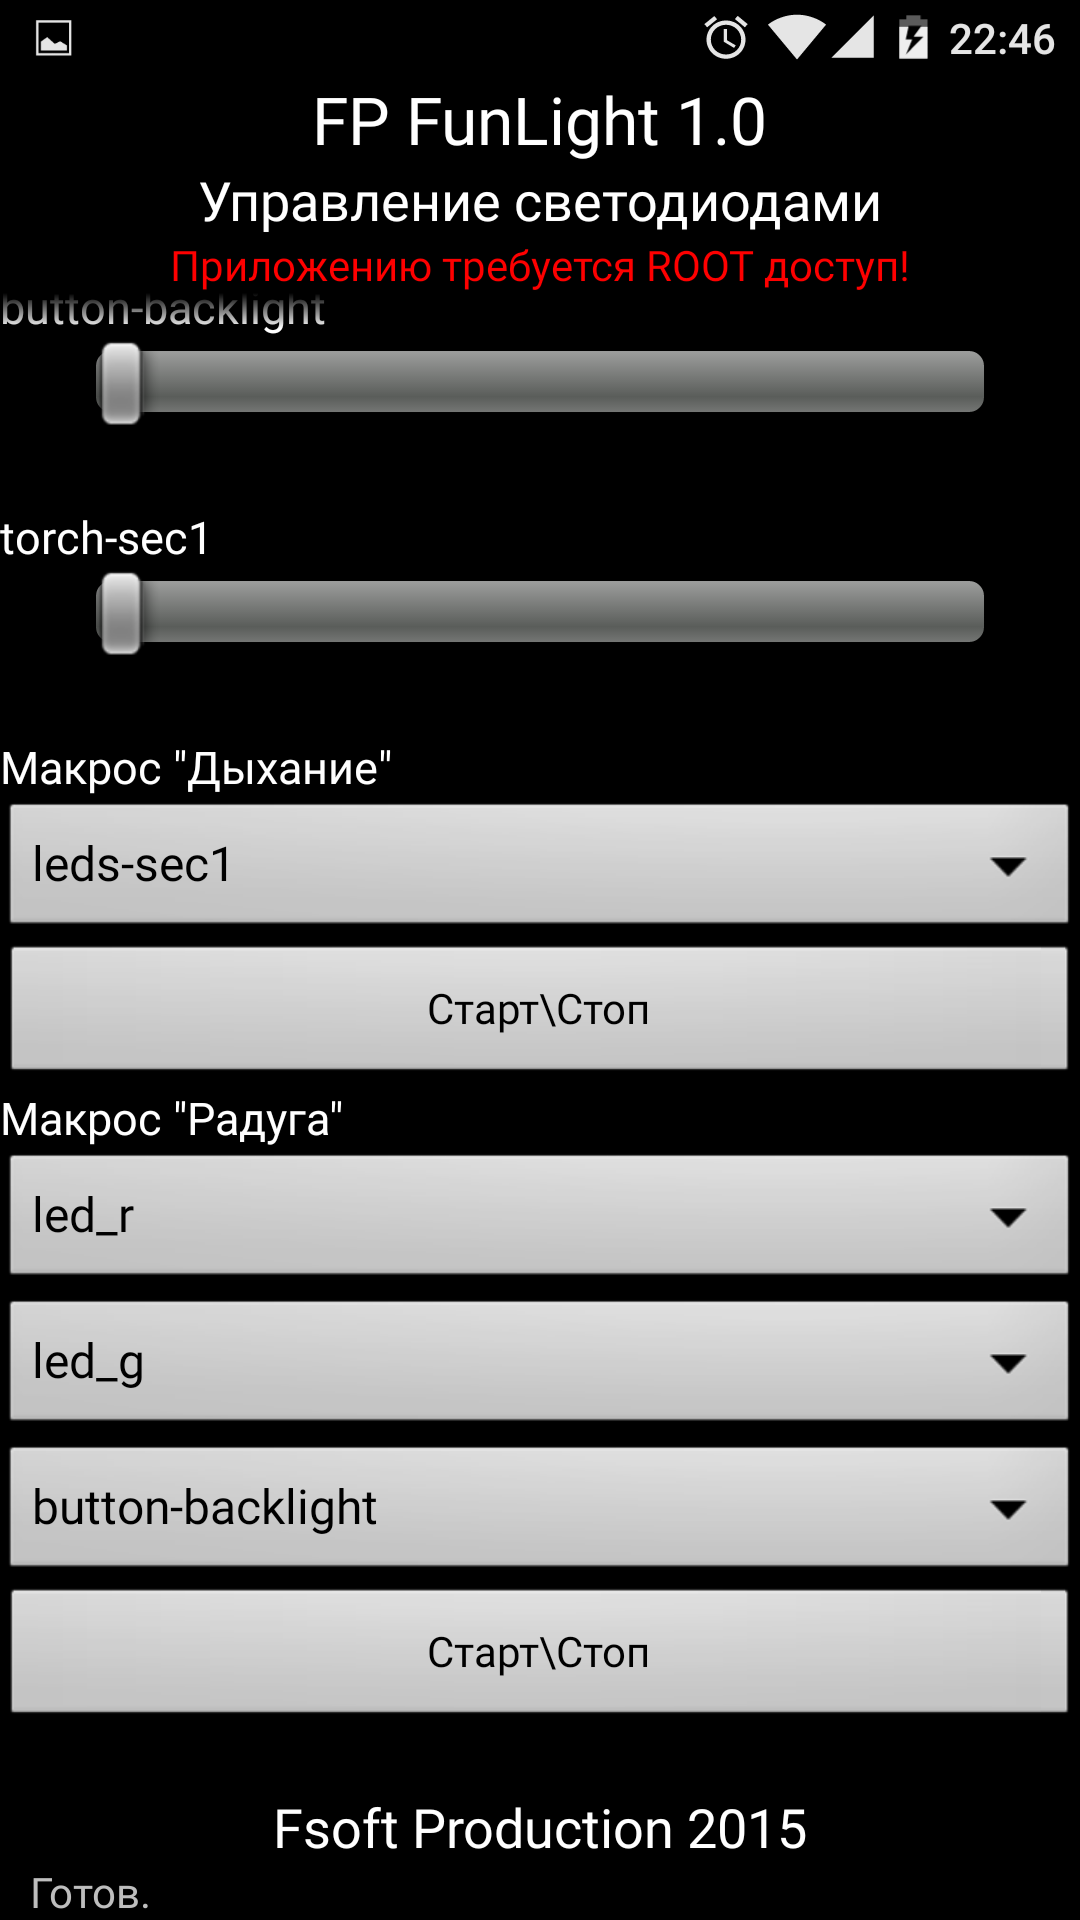 22:46
FP FunLight 1.0
Управление светодиодами
Приложению требуется ROOT доступ!
button-backlight
torch-sec1
Макрос "Дыхание"
leds-sec1
Старт\Стоп
Макрос "Радуга"
led_r
led_g
button-backlight
Старт\Стоп
Fsoft Production 2015
Готов.